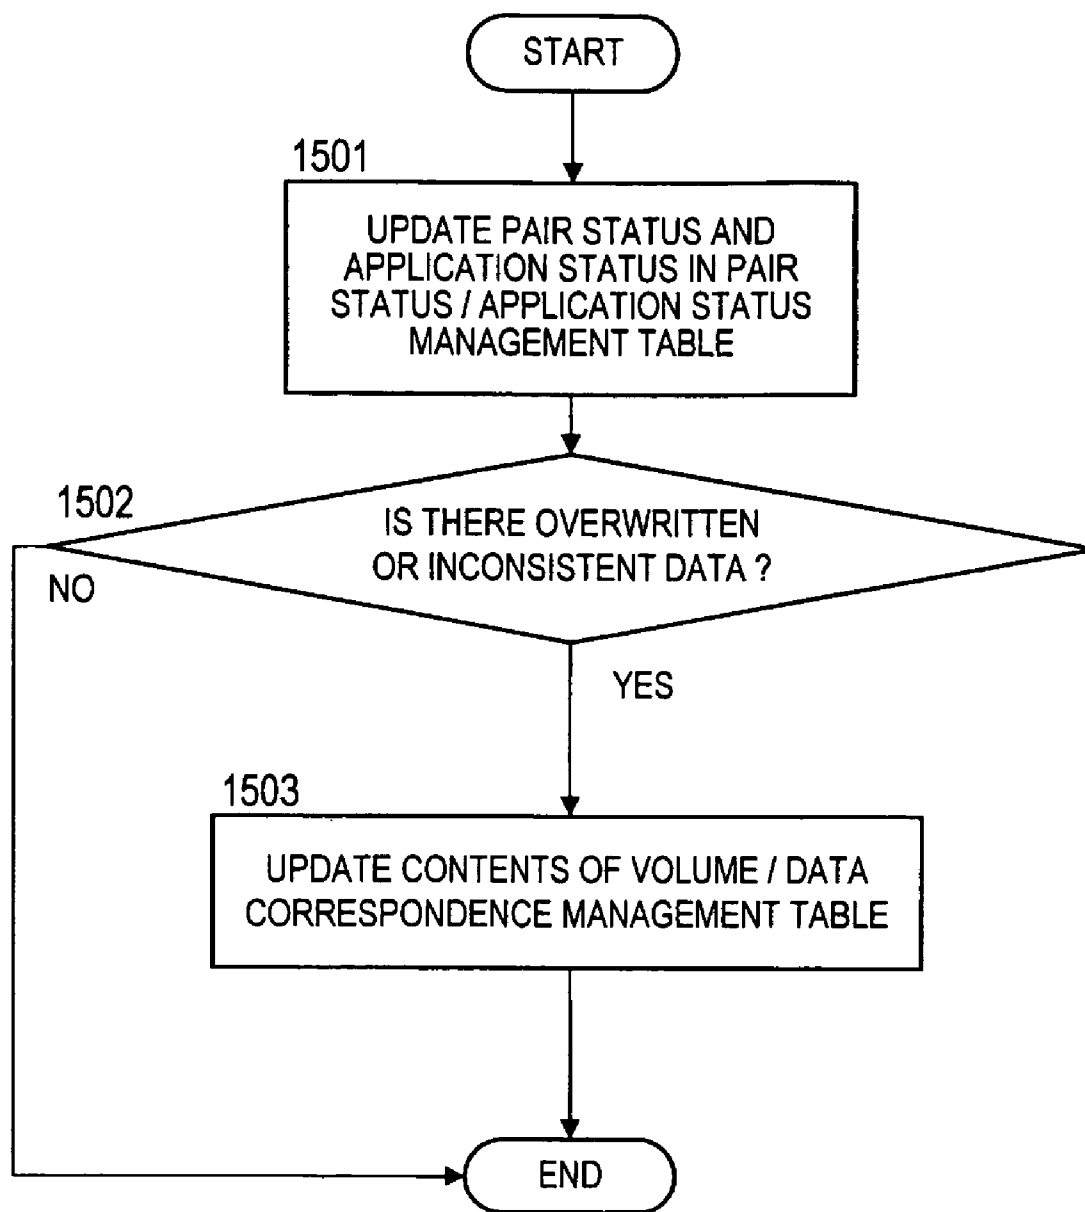 START
1501
UPDATE PAIR STATUS AND
APPLICATION STATUS IN PAIR
STATUS / APPLICATION STATUS
MANAGEMENT TABLE
1502
IS THERE OVERWRITTEN
OR INCONSISTENT DATA ?
NO
YES
1503
UPDATE CONTENTS OF VOLUME / DATA
CORRESPONDENCE MANAGEMENT TABLE
END